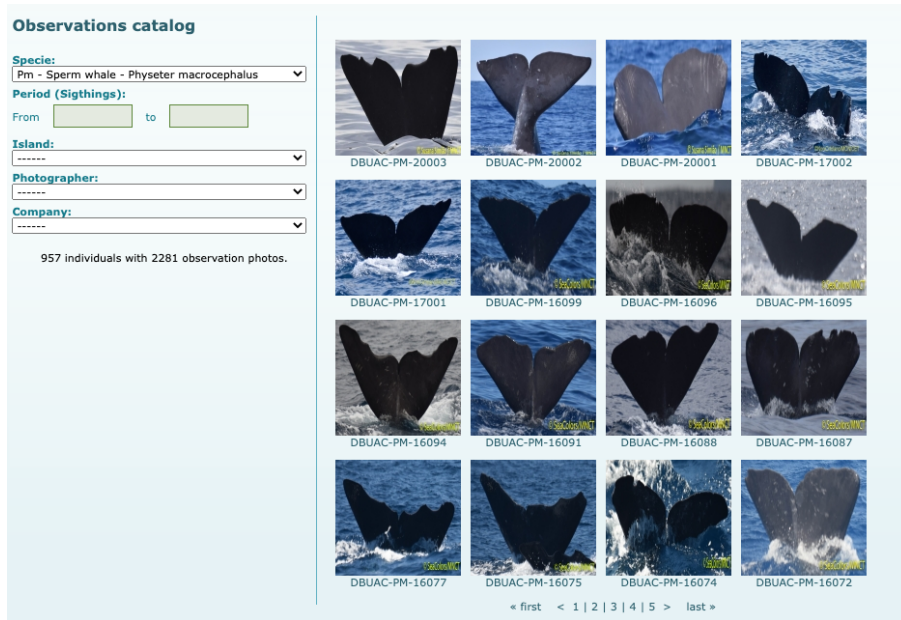 Observations catalog
Specie:
Pm - Sperm whale - Physeter macrocephalus
Period (Sigthings):
From to
Island:
------
Photographer:
------
Company:
------
957 individuals with 2281 observation photos.
DBUAC-PM-20003 DBUAC-PM-20002 DBUAC-PM-20001 DBUAC-PM-17002
DBUAC-PM-17001 DBUAC-PM-16099 DBUAC-PM-16096 DBUAC-PM-16095
DBUAC-PM-16094 DBUAC-PM-16091 DBUAC-PM-16088 DBUAC-PM-16087
DBUAC-PM-16077 DBUAC-PM-16075 DBUAC-PM-16074 DBUAC-PM-16072
« first < 1 | 2 | 3 | 4 | 5 > last »